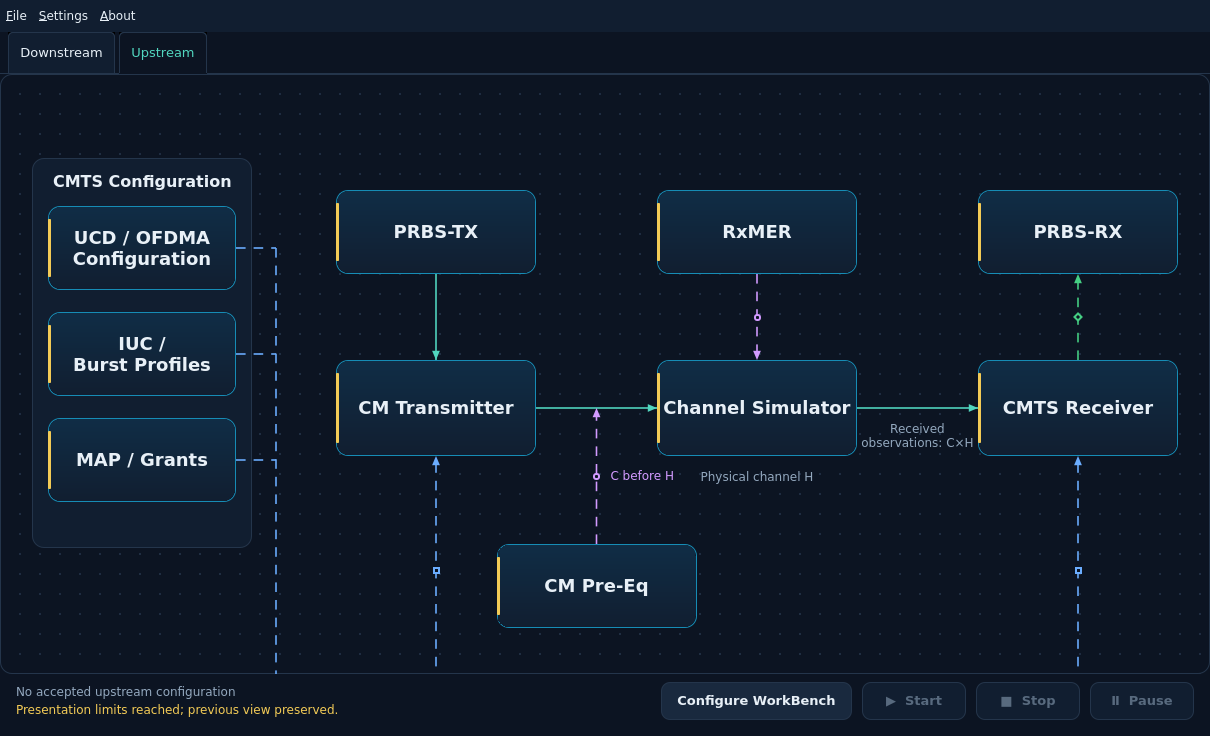 File Settings About
Downstream Upstream
CMTS Configuration
UCD / OFDMA
Configuration
IUC /
Burst Profiles
MAP / Grants
PRBS-TX
RxMER
PRBS-RX
CM Transmitter
Channel Simulator
CMTS Receiver
Received
observations: C×H
C before H
Physical channel H
CM Pre-Eq
No accepted upstream configuration
Presentation limits reached; previous view preserved.
Configure WorkBench
Start
Stop
Pause